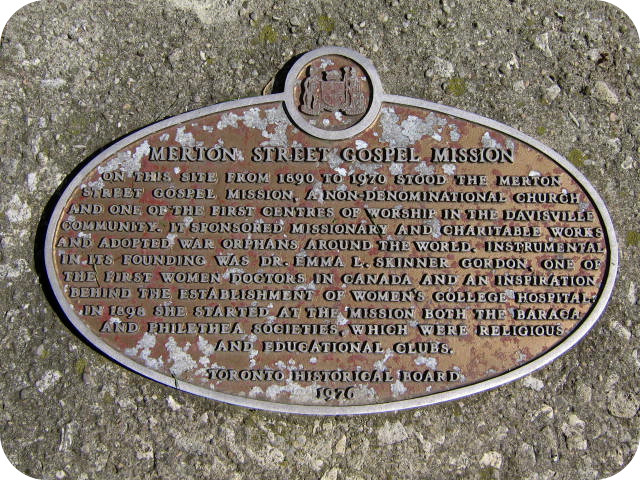 MERTON STREET GOSPEL MISSION
ON THIS SITE FROM 1890 TO 1970 STOOD THE MERTON
STREET GOSPEL MISSION, A NON-DENOMINATIONAL CHURCH
AND ONE OF THE FIRST CENTRES OF WORSHIP IN THE DAVISVILLE
COMMUNITY. IT SPONSORED MISSIONARY AND CHARITABLE WORKS
AND ADOPTED WAR ORPHANS AROUND THE WORLD. INSTRUMENTAL
IN ITS FOUNDING WAS DR. EMMA L. SKINNER GORDON, ONE OF
THE FIRST WOMEN DOCTORS IN CANADA AND AN INSPIRATION
BEHIND THE ESTABLISHMENT OF WOMEN'S COLLEGE HOSPITAL.
IN 1898 SHE STARTED AT THE MISSION BOTH THE BARACA
AND PHILETHEA SOCIETIES, WHICH WERE RELIGIOUS
AND EDUCATIONAL CLUBS.
TORONTO HISTORICAL BOARD
1976